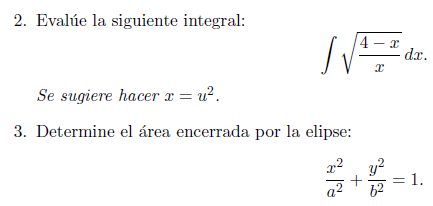 2. Evalúe la siguiente integral:
∫ √((4 − x)/x) dx.
Se sugiere hacer x = u².
3. Determine el área encerrada por la elipse:
x²/a² + y²/b² = 1.